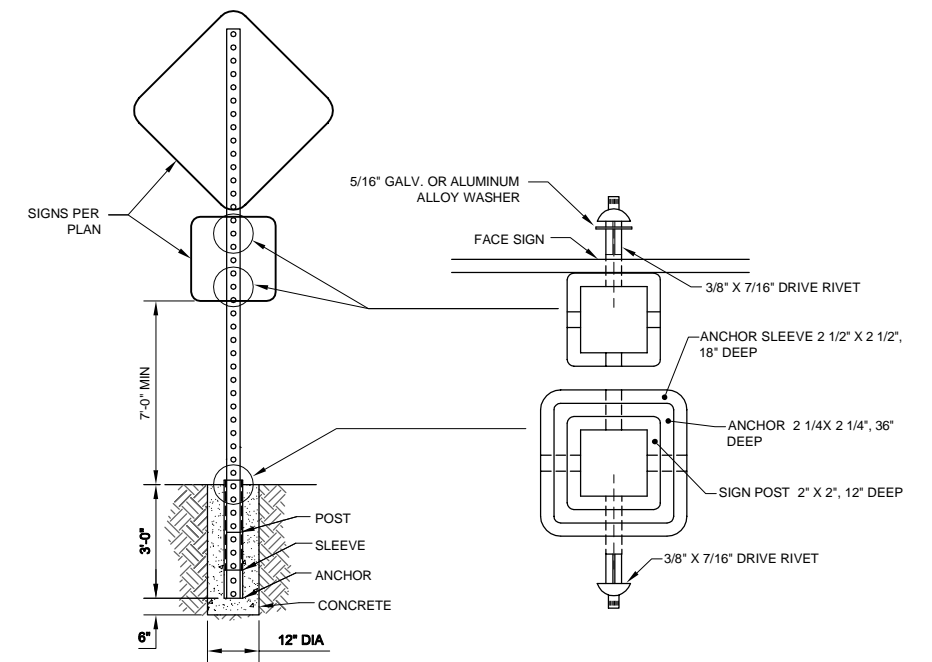 5/16" GALV. OR ALUMINUM
ALLOY WASHER
SIGNS PER
PLAN
FACE SIGN
3/8" X 7/16" DRIVE RIVET
ANCHOR SLEEVE 2 1/2" X 2 1/2",
18" DEEP
7'-0" MIN
ANCHOR 2 1/4X 2 1/4", 36"
DEEP
SIGN POST 2" X 2", 12" DEEP
3'-0"
POST
SLEEVE
ANCHOR
CONCRETE
3/8" X 7/16" DRIVE RIVET
6"
12" DIA